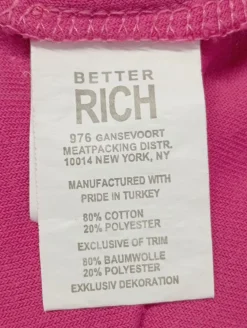 BETTER
RICH
976 GANSEVOORT
MEATPACKING DISTR.
10014 NEW YORK, NY
MANUFACTURED WITH
PRIDE IN TURKEY
80% COTTON
20% POLYESTER
EXCLUSIVE OF TRIM
80% BAUMWOLLE
20% POLYESTER
EXKLUSIV DEKORATION